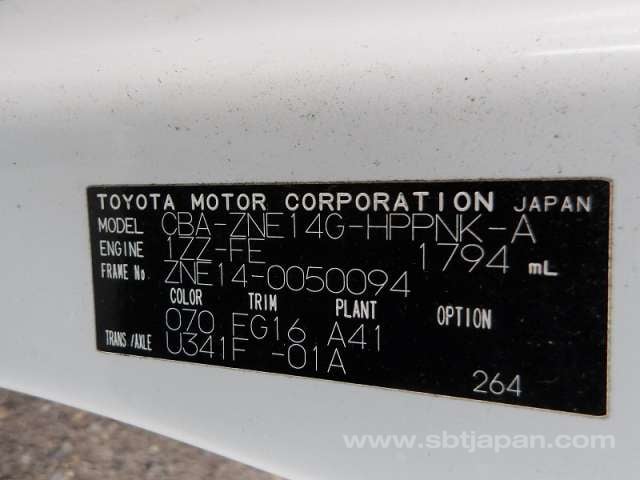 TOYOTA MOTOR CORPORATION JAPAN
MODEL CBA-ZNE14G-HPPNK-A
ENGINE 1ZZ-FE 1794 mL
FRAME No ZNE14-0050094
COLOR TRIM PLANT OPTION
070 FG16 A41
TRANS/AXLE U341F -01A
264
www.sbtjapan.com